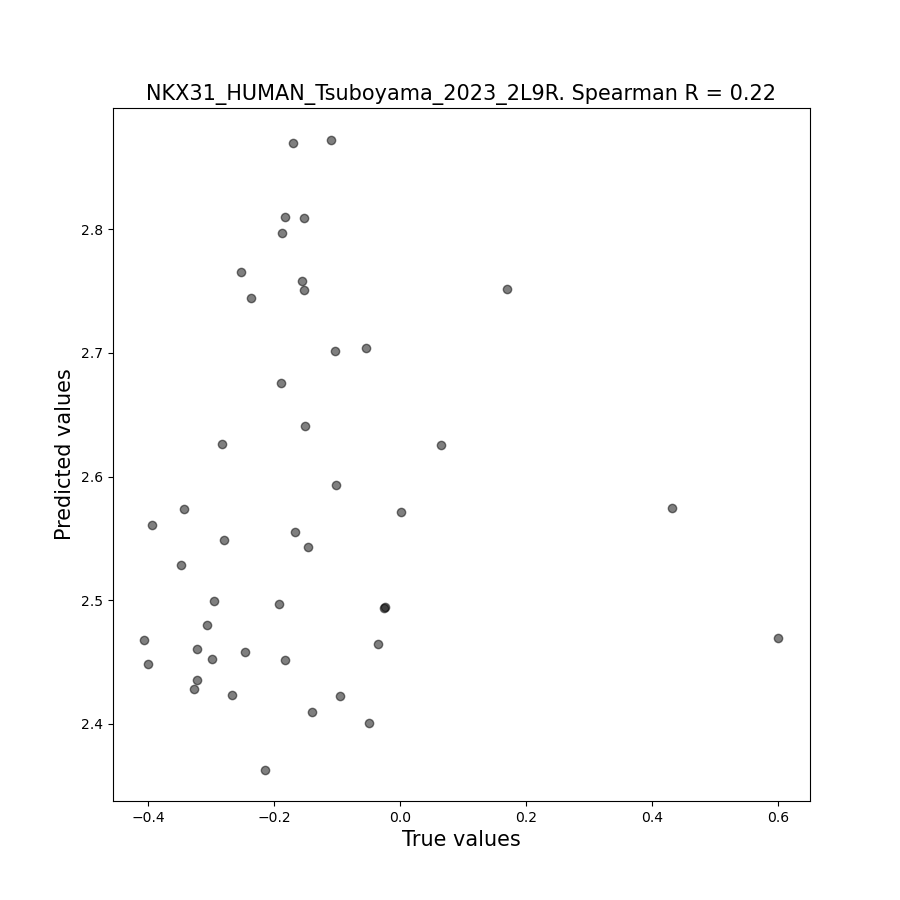 NKX31_HUMAN_Tsuboyama_2023_2L9R. Spearman R = 0.22
Predicted values
2.8
2.7
2.6
2.5
2.4
−0.4 −0.2 0.0 0.2 0.4 0.6
True values